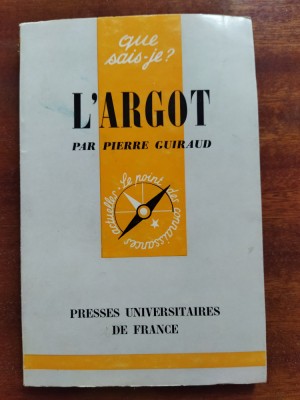 que
sais-je?
L'ARGOT
PAR PIERRE GUIRAUD
le point des connaissances actuelles
PRESSES UNIVERSITAIRES
DE FRANCE